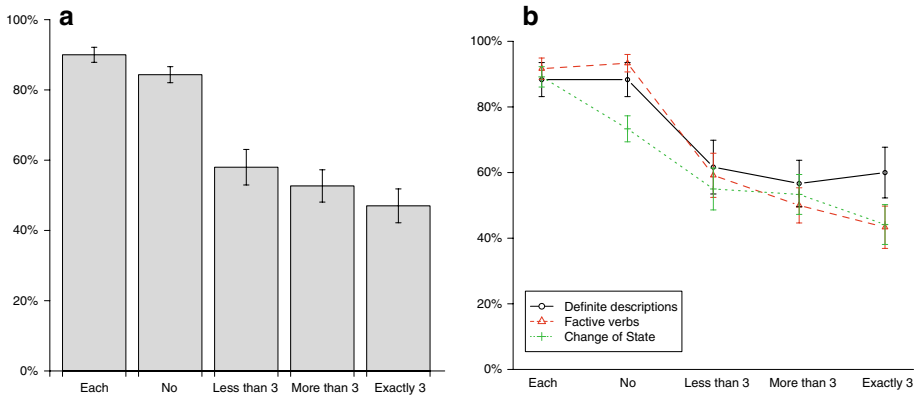 a
100%
80%
60%
40%
20%
0%
Each No Less than 3 More than 3 Exactly 3
b
100%
80%
60%
40%
20%
0%
Definite descriptions
Factive verbs
Change of State
Each No Less than 3 More than 3 Exactly 3